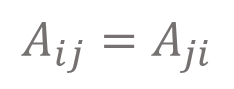 A_{ij} = A_{ji}